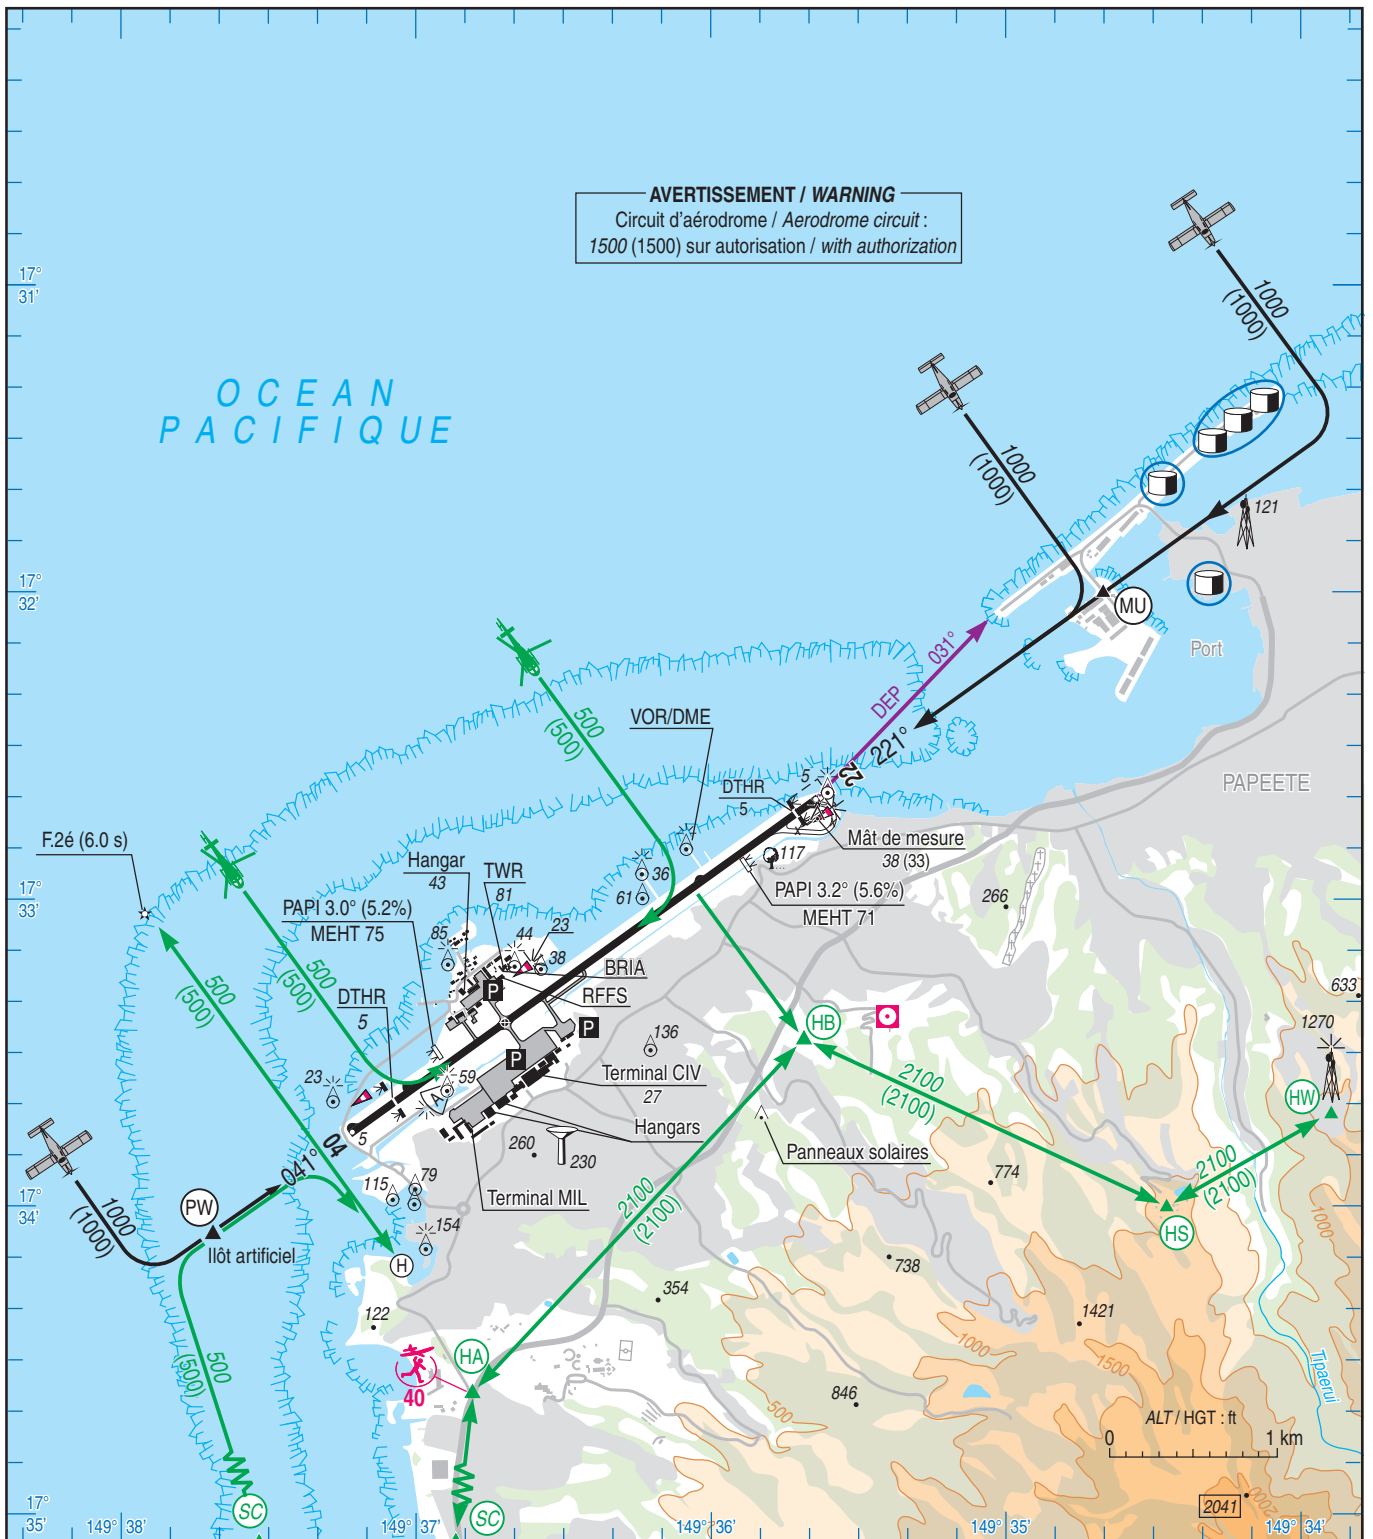 AVERTISSEMENT / WARNING
Circuit d'aérodrome / Aerodrome circuit :
1500 (1500) sur autorisation / with authorization
17°
31'
1000
(1000)
OCEAN
PACIFIQUE
1000
(1000)
121
17°
32'
MU
Port
DEP
031°
221°
22
500
(500)
VOR/DME
PAPEETE
DTHR
5
5
Mât de mesure
38 (33)
F.2é (6.0 s)
Hangar
43
TWR
81
36
61
117
PAPI 3.2° (5.6%)
MEHT 71
266
17°
33'
PAPI 3.0° (5.2%)
MEHT 75
85
44
23
38
BRIA
RFFS
P
P
P
500
(500)
500
(500)
DTHR
5
633
HB
136
1270
Terminal CIV
27
59
A
23
2100
(2100)
HW
Hangars
Panneaux solaires
5
04
041°
260
230
Terminal MIL
774
2100
(2100)
2100
(2100)
17°
34'
PW
1000
(1000)
Ilôt artificiel
115
79
154
H
HS
1000
738
354
122
1421
1000
1500
HA
40
500
(500)
846
500
Tipaerui
ALT / HGT : ft
0
1 km
2041
2000
SC
SC
17°
35'
149° 38'
149° 37'
149° 36'
149° 35'
149° 34'